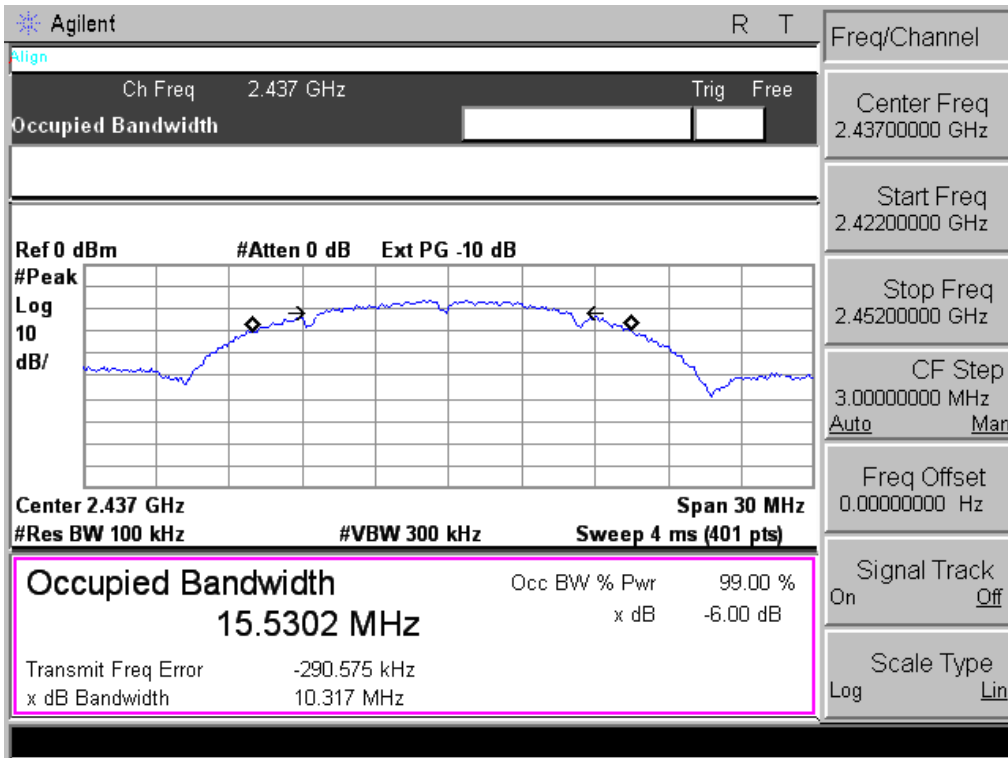 Agilent R T
Align
Ch Freq 2.437 GHz Trig Free
Occupied Bandwidth
Ref 0 dBm #Atten 0 dB Ext PG -10 dB
#Peak
Log
10
dB/
Center 2.437 GHz Span 30 MHz
#Res BW 100 kHz #VBW 300 kHz Sweep 4 ms (401 pts)
Occupied Bandwidth
15.5302 MHz
Occ BW % Pwr 99.00 %
x dB -6.00 dB
Transmit Freq Error -290.575 kHz
x dB Bandwidth 10.317 MHz
Freq/Channel
Center Freq
2.43700000 GHz
Start Freq
2.42200000 GHz
Stop Freq
2.45200000 GHz
CF Step
3.00000000 MHz
Auto Man
Freq Offset
0.00000000 Hz
Signal Track
On Off
Scale Type
Log Lin